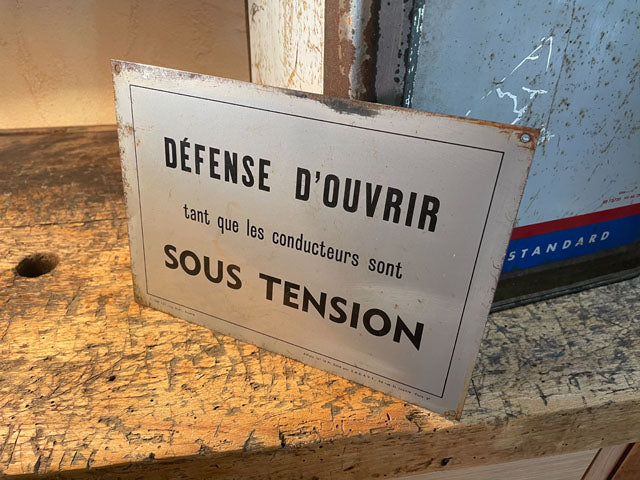 DÉFENSE D'OUVRIR
tant que les conducteurs sont
SOUS TENSION
STANDARD